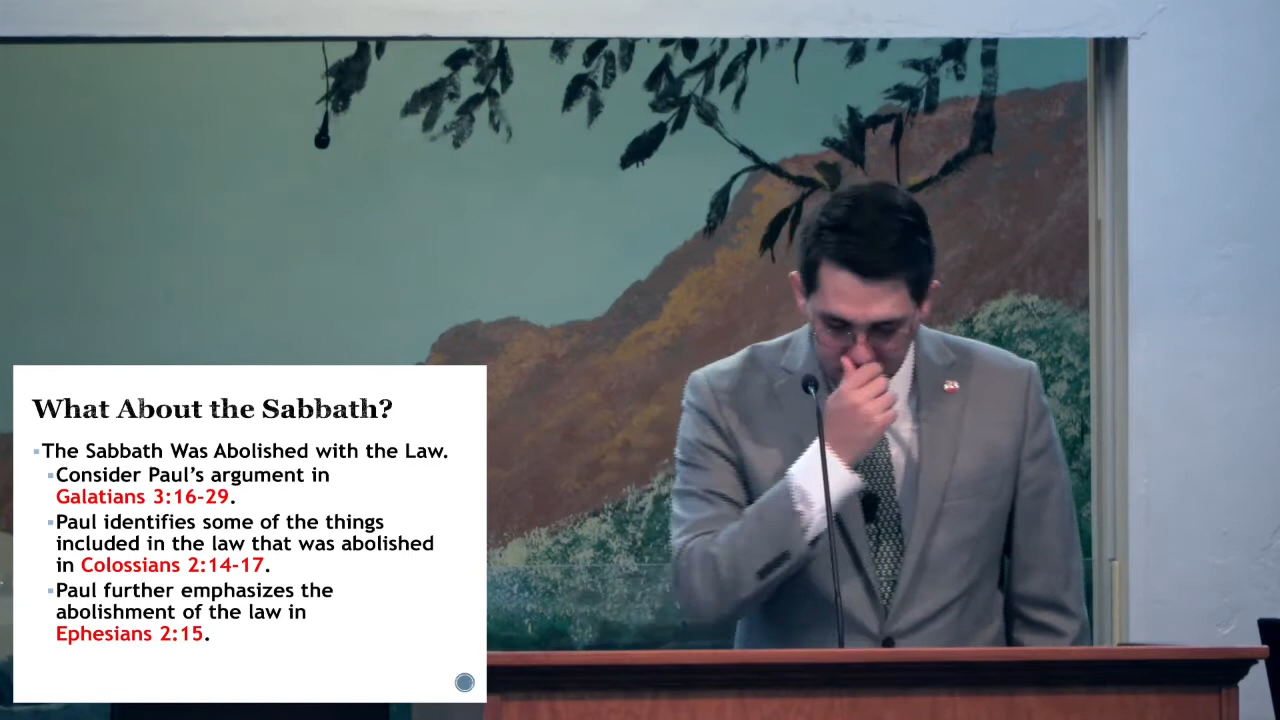 What About the Sabbath?
▪The Sabbath Was Abolished with the Law.
▪Consider Paul’s argument in
Galatians 3:16-29.
▪Paul identifies some of the things
included in the law that was abolished
in Colossians 2:14-17.
▪Paul further emphasizes the
abolishment of the law in
Ephesians 2:15.